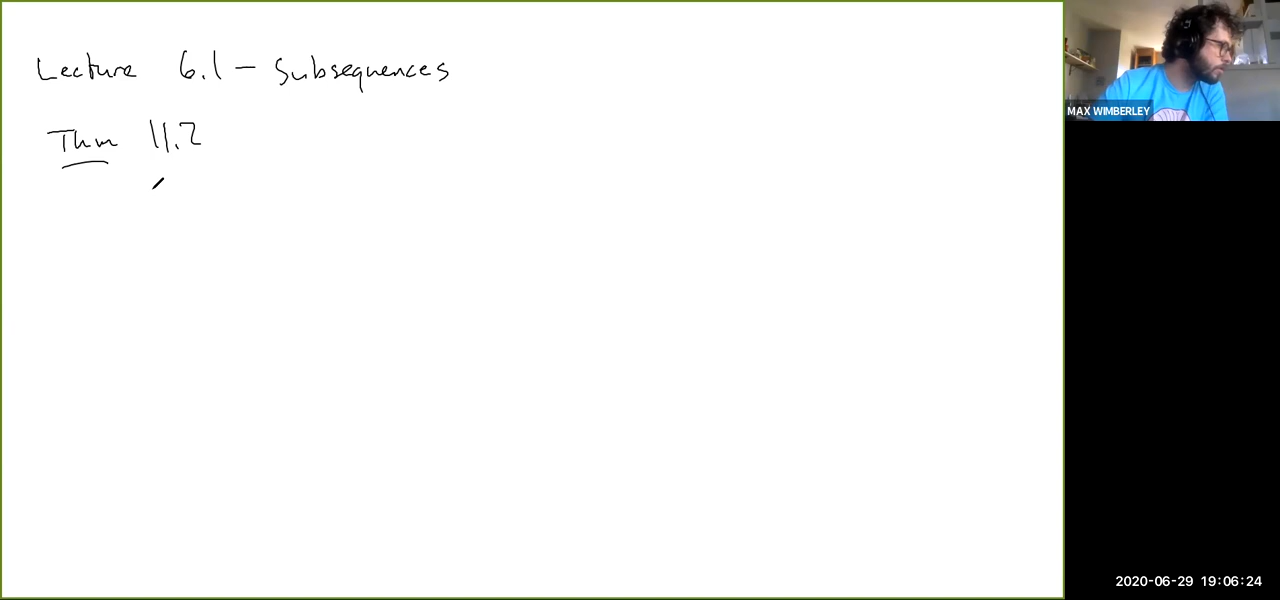 Lecture 6.1 – Subsequences
Thm 11.2
MAX WIMBERLEY
2020-06-29 19:06:24